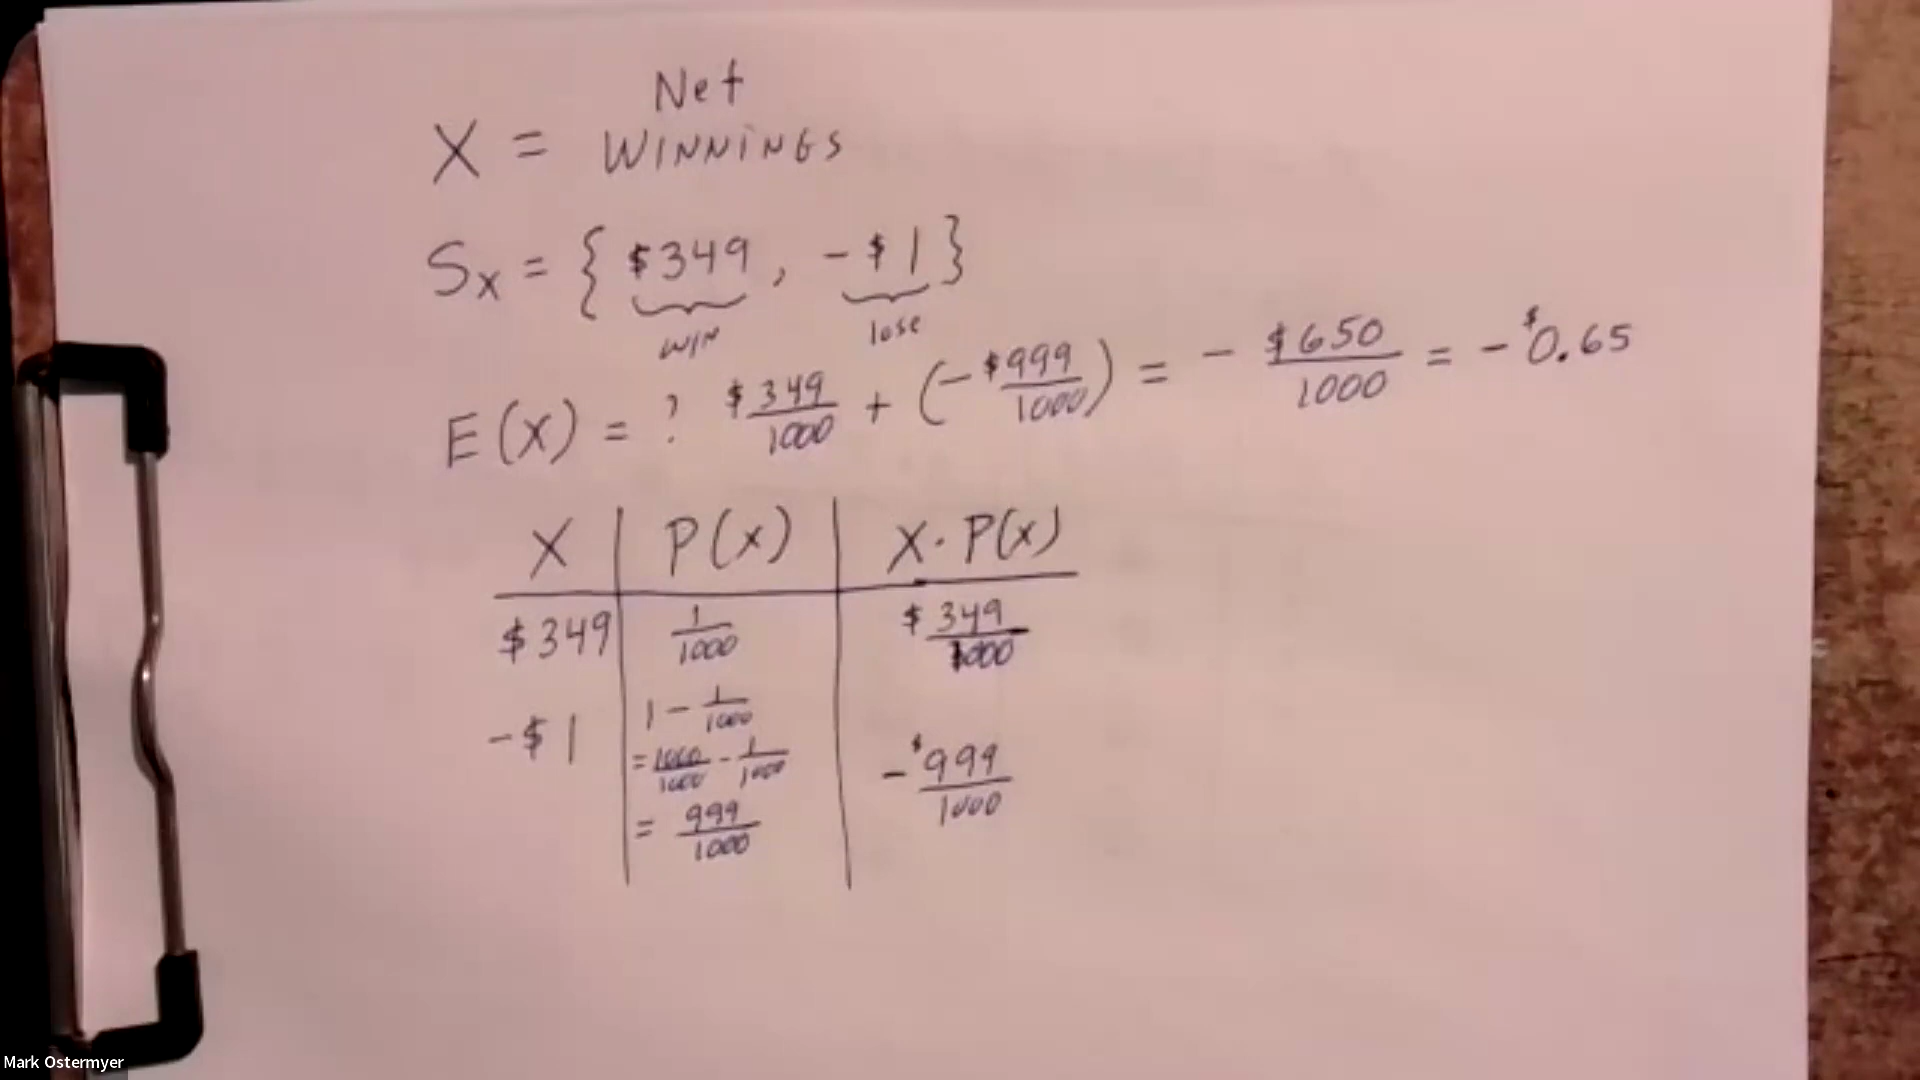 Net
X = WINNINGS
Sx = { $349 , -$1 }
win lose
E(X) = ? $349/1000 + (-$999/1000) = - $650/1000 = -$0.65
X | P(x) | X · P(x)
$349 | 1/1000 | $349/1000
-$1 | 1 - 1/1000
= 1000/1000 - 1/1000 | -$999/1000
= 999/1000
Mark Ostermyer